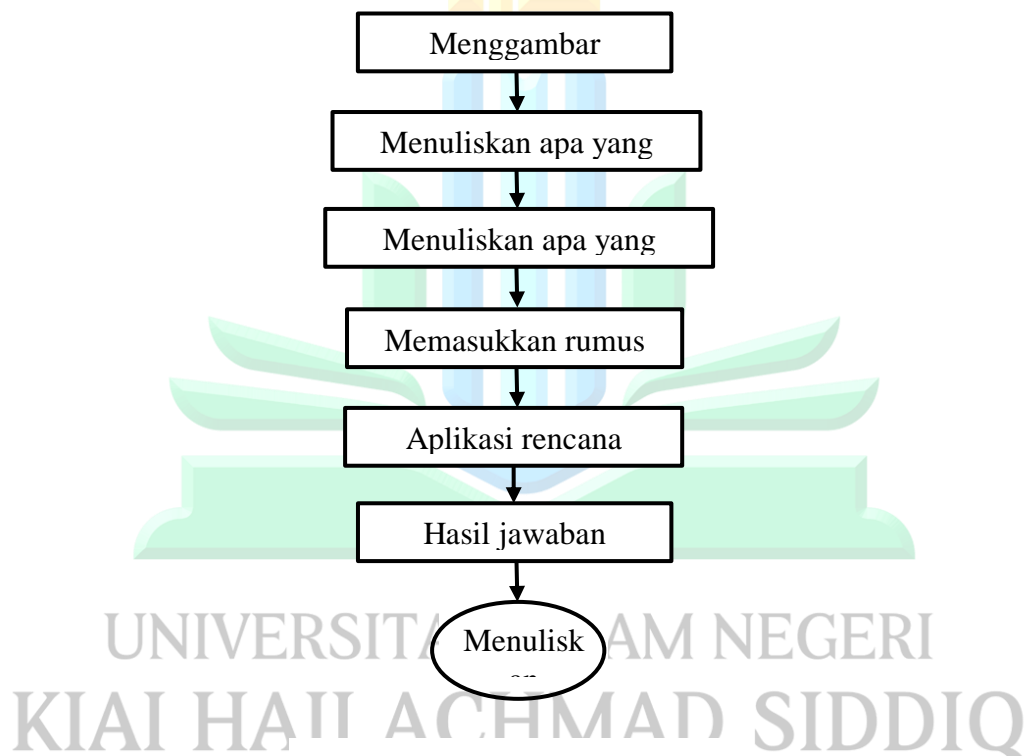 Menggambar
Menuliskan apa yang
Menuliskan apa yang
Memasukkan rumus
Aplikasi rencana
Hasil jawaban
Menulisk
UNIVERSIT AM NEGERI
KIAI HAJI ACHMAD SIDDIQ